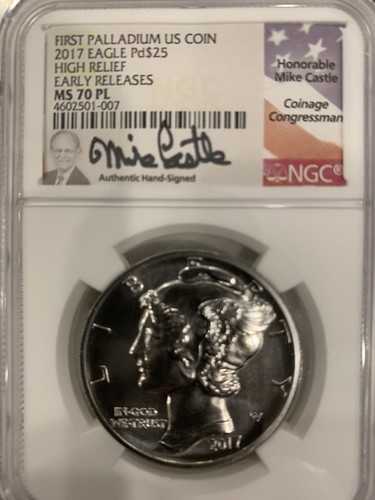 FIRST PALLADIUM US COIN
2017 EAGLE Pd$25
HIGH RELIEF
EARLY RELEASES
MS 70 PL
4602501-007
Mike Castle
Authentic Hand-Signed
Honorable
Mike Castle
Coinage
Congressman
NGC®
LIBERTY
IN·GOD
WE·TRUST
2017